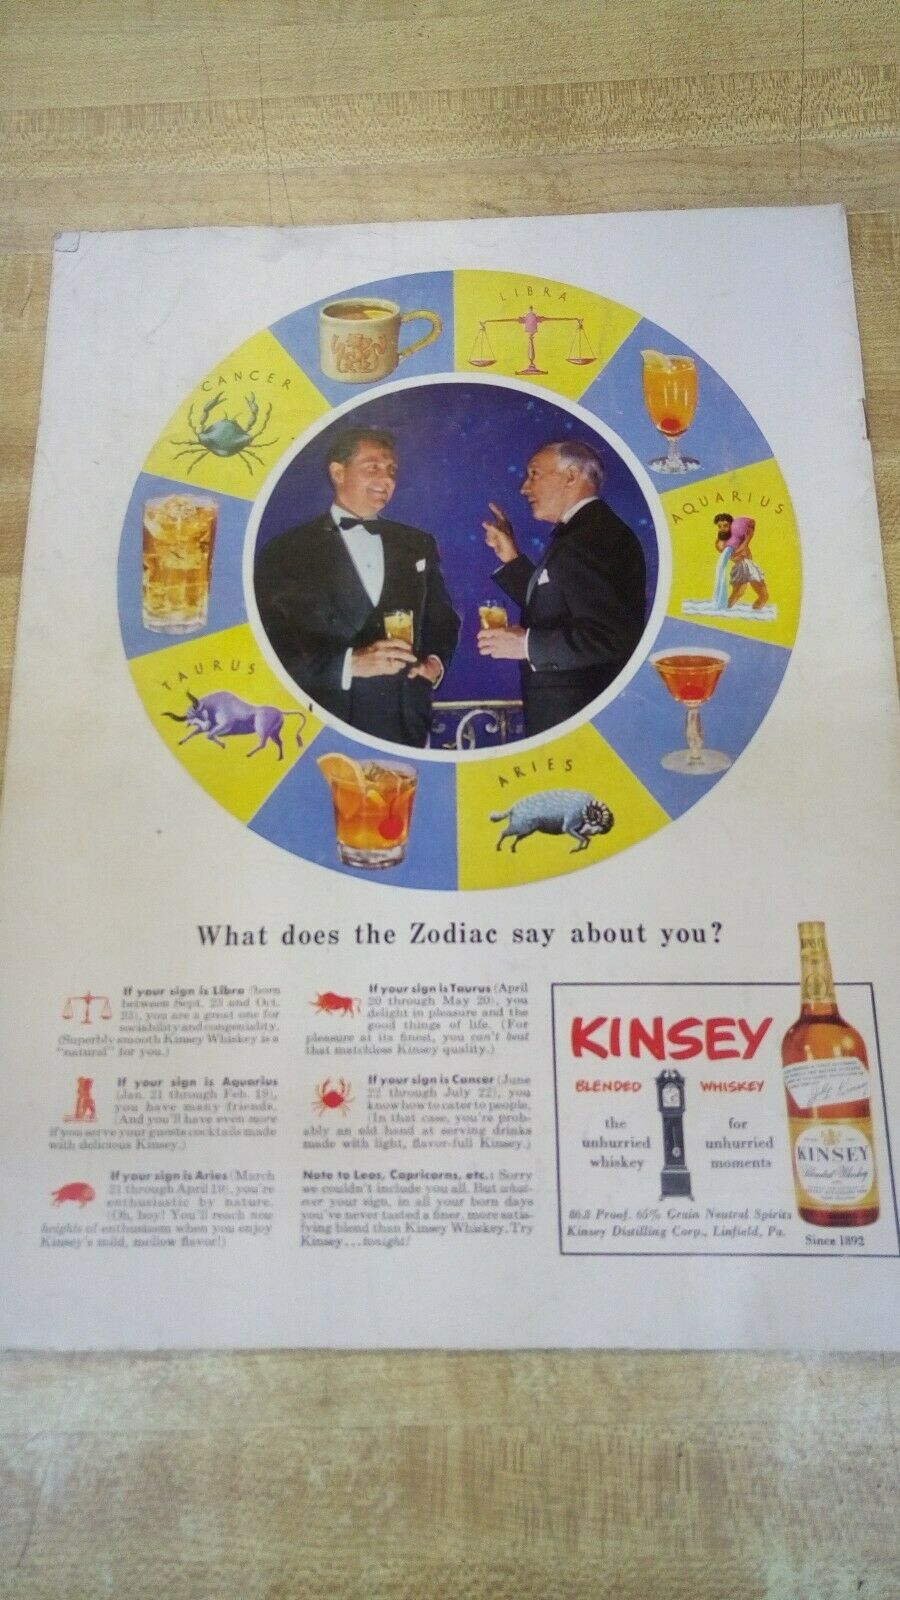 CANCER
LIBRA
AQUARIUS
TAURUS
ARIES
What does the Zodiac say about you?
If your sign is Libra (born
between Sept. 23 and Oct.
23), you are a great one for
sociability and congeniality.
(Superbly smooth Kinsey Whiskey is a
"natural" for you.)
If your sign is Aquarius
(Jan. 21 through Feb. 19),
you have many friends.
(And you'll have even more
if you serve your guests cocktails made
with delicious Kinsey.)
If your sign is Aries (March
21 through April 19), you're
enthusiastic by nature.
(Oh, boy! You'll reach new
heights of enthusiasm when you enjoy
Kinsey's mild, mellow flavor!)
If your sign is Taurus (April
20 through May 20), you
delight in pleasure and the
good things of life. (For
pleasure at its finest, you can't beat
that matchless Kinsey quality.)
If your sign is Cancer (June
22 through July 22), you
know how to cater to people.
(In that case, you're prob-
ably an old hand at serving drinks
made with light, flavor-full Kinsey.)
Note to Leos, Capricorns, etc.: Sorry
we couldn't include you all. But what-
ever your sign, in all your born days
you've never tasted a finer, more satis-
fying blend than Kinsey Whiskey. Try
Kinsey...tonight!
KINSEY
BLENDED WHISKEY
the
unhurried
whiskey
for
unhurried
moments
86.8 Proof. 65% Grain Neutral Spirits
Kinsey Distilling Corp., Linfield, Pa.
KINSEY
KINSEY
Blended Whiskey
Since 1892